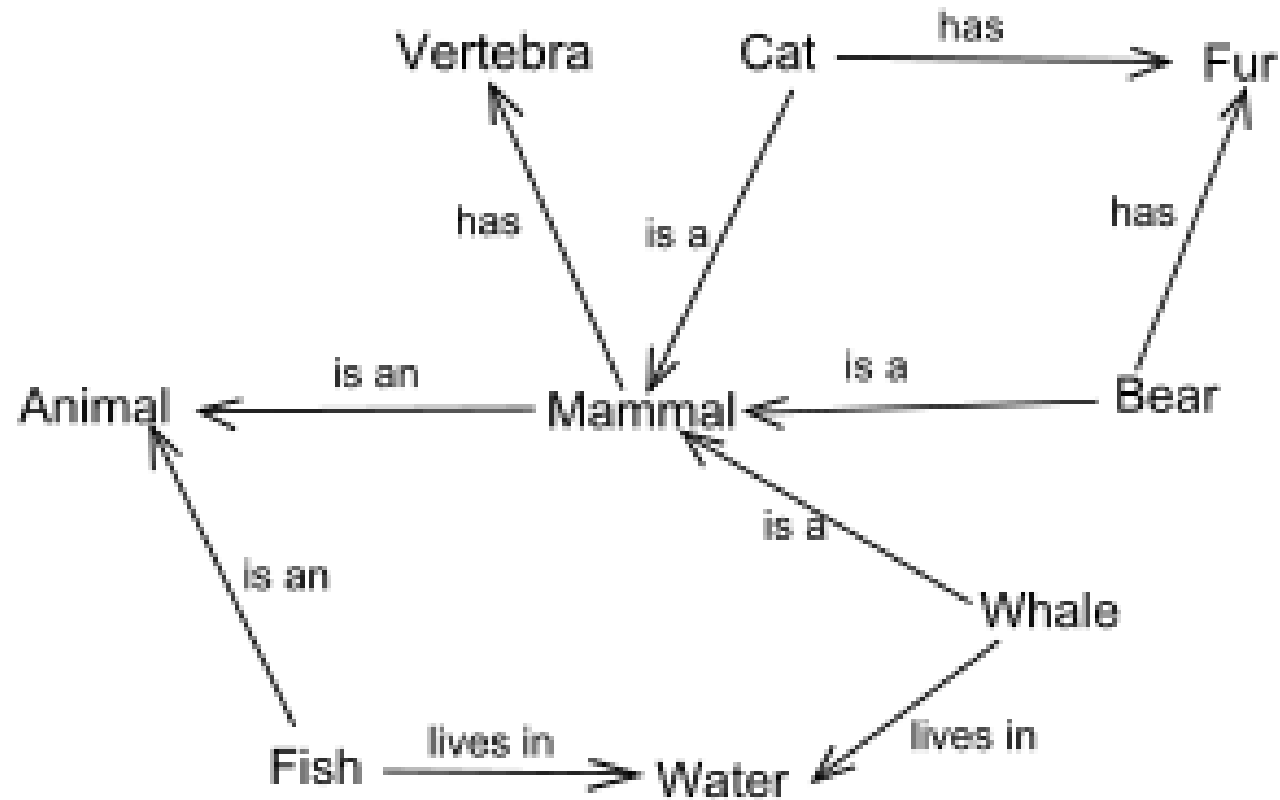 has
Vertebra
Cat
Fur
has
is a
has
is an
is a
Animal
Mammal
Bear
is a
is an
Whale
lives in
lives in
Fish
Water